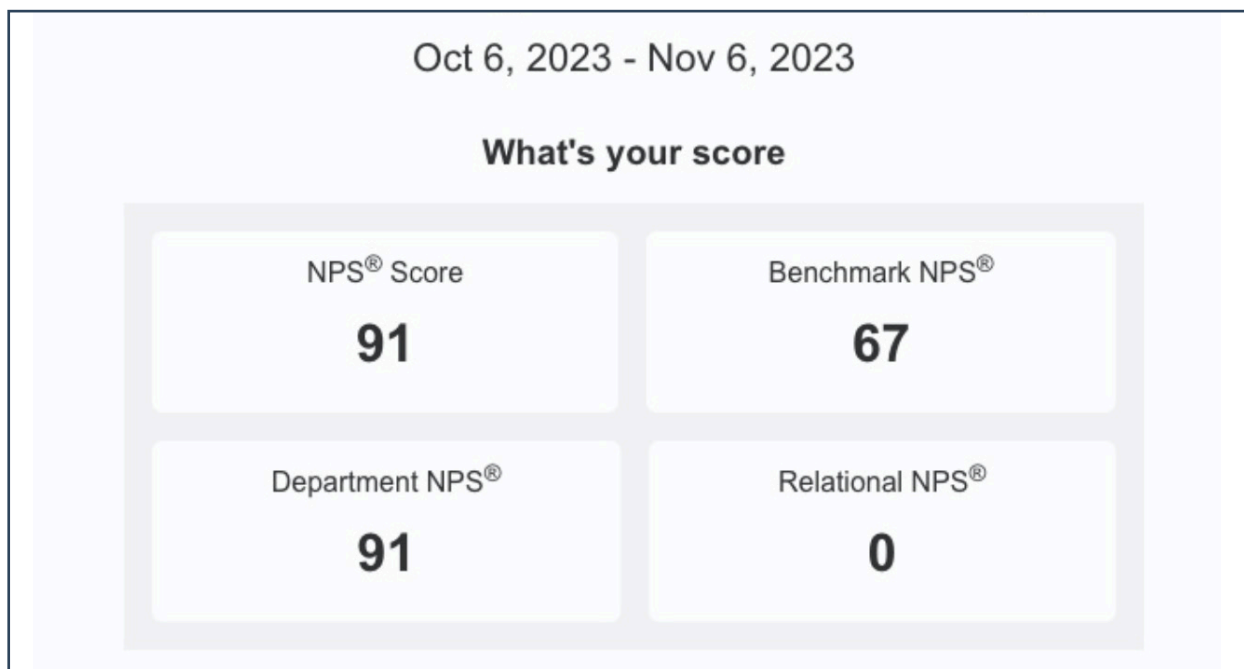 Oct 6, 2023 - Nov 6, 2023
What's your score
NPS® Score
91
Benchmark NPS®
67
Department NPS®
91
Relational NPS®
0